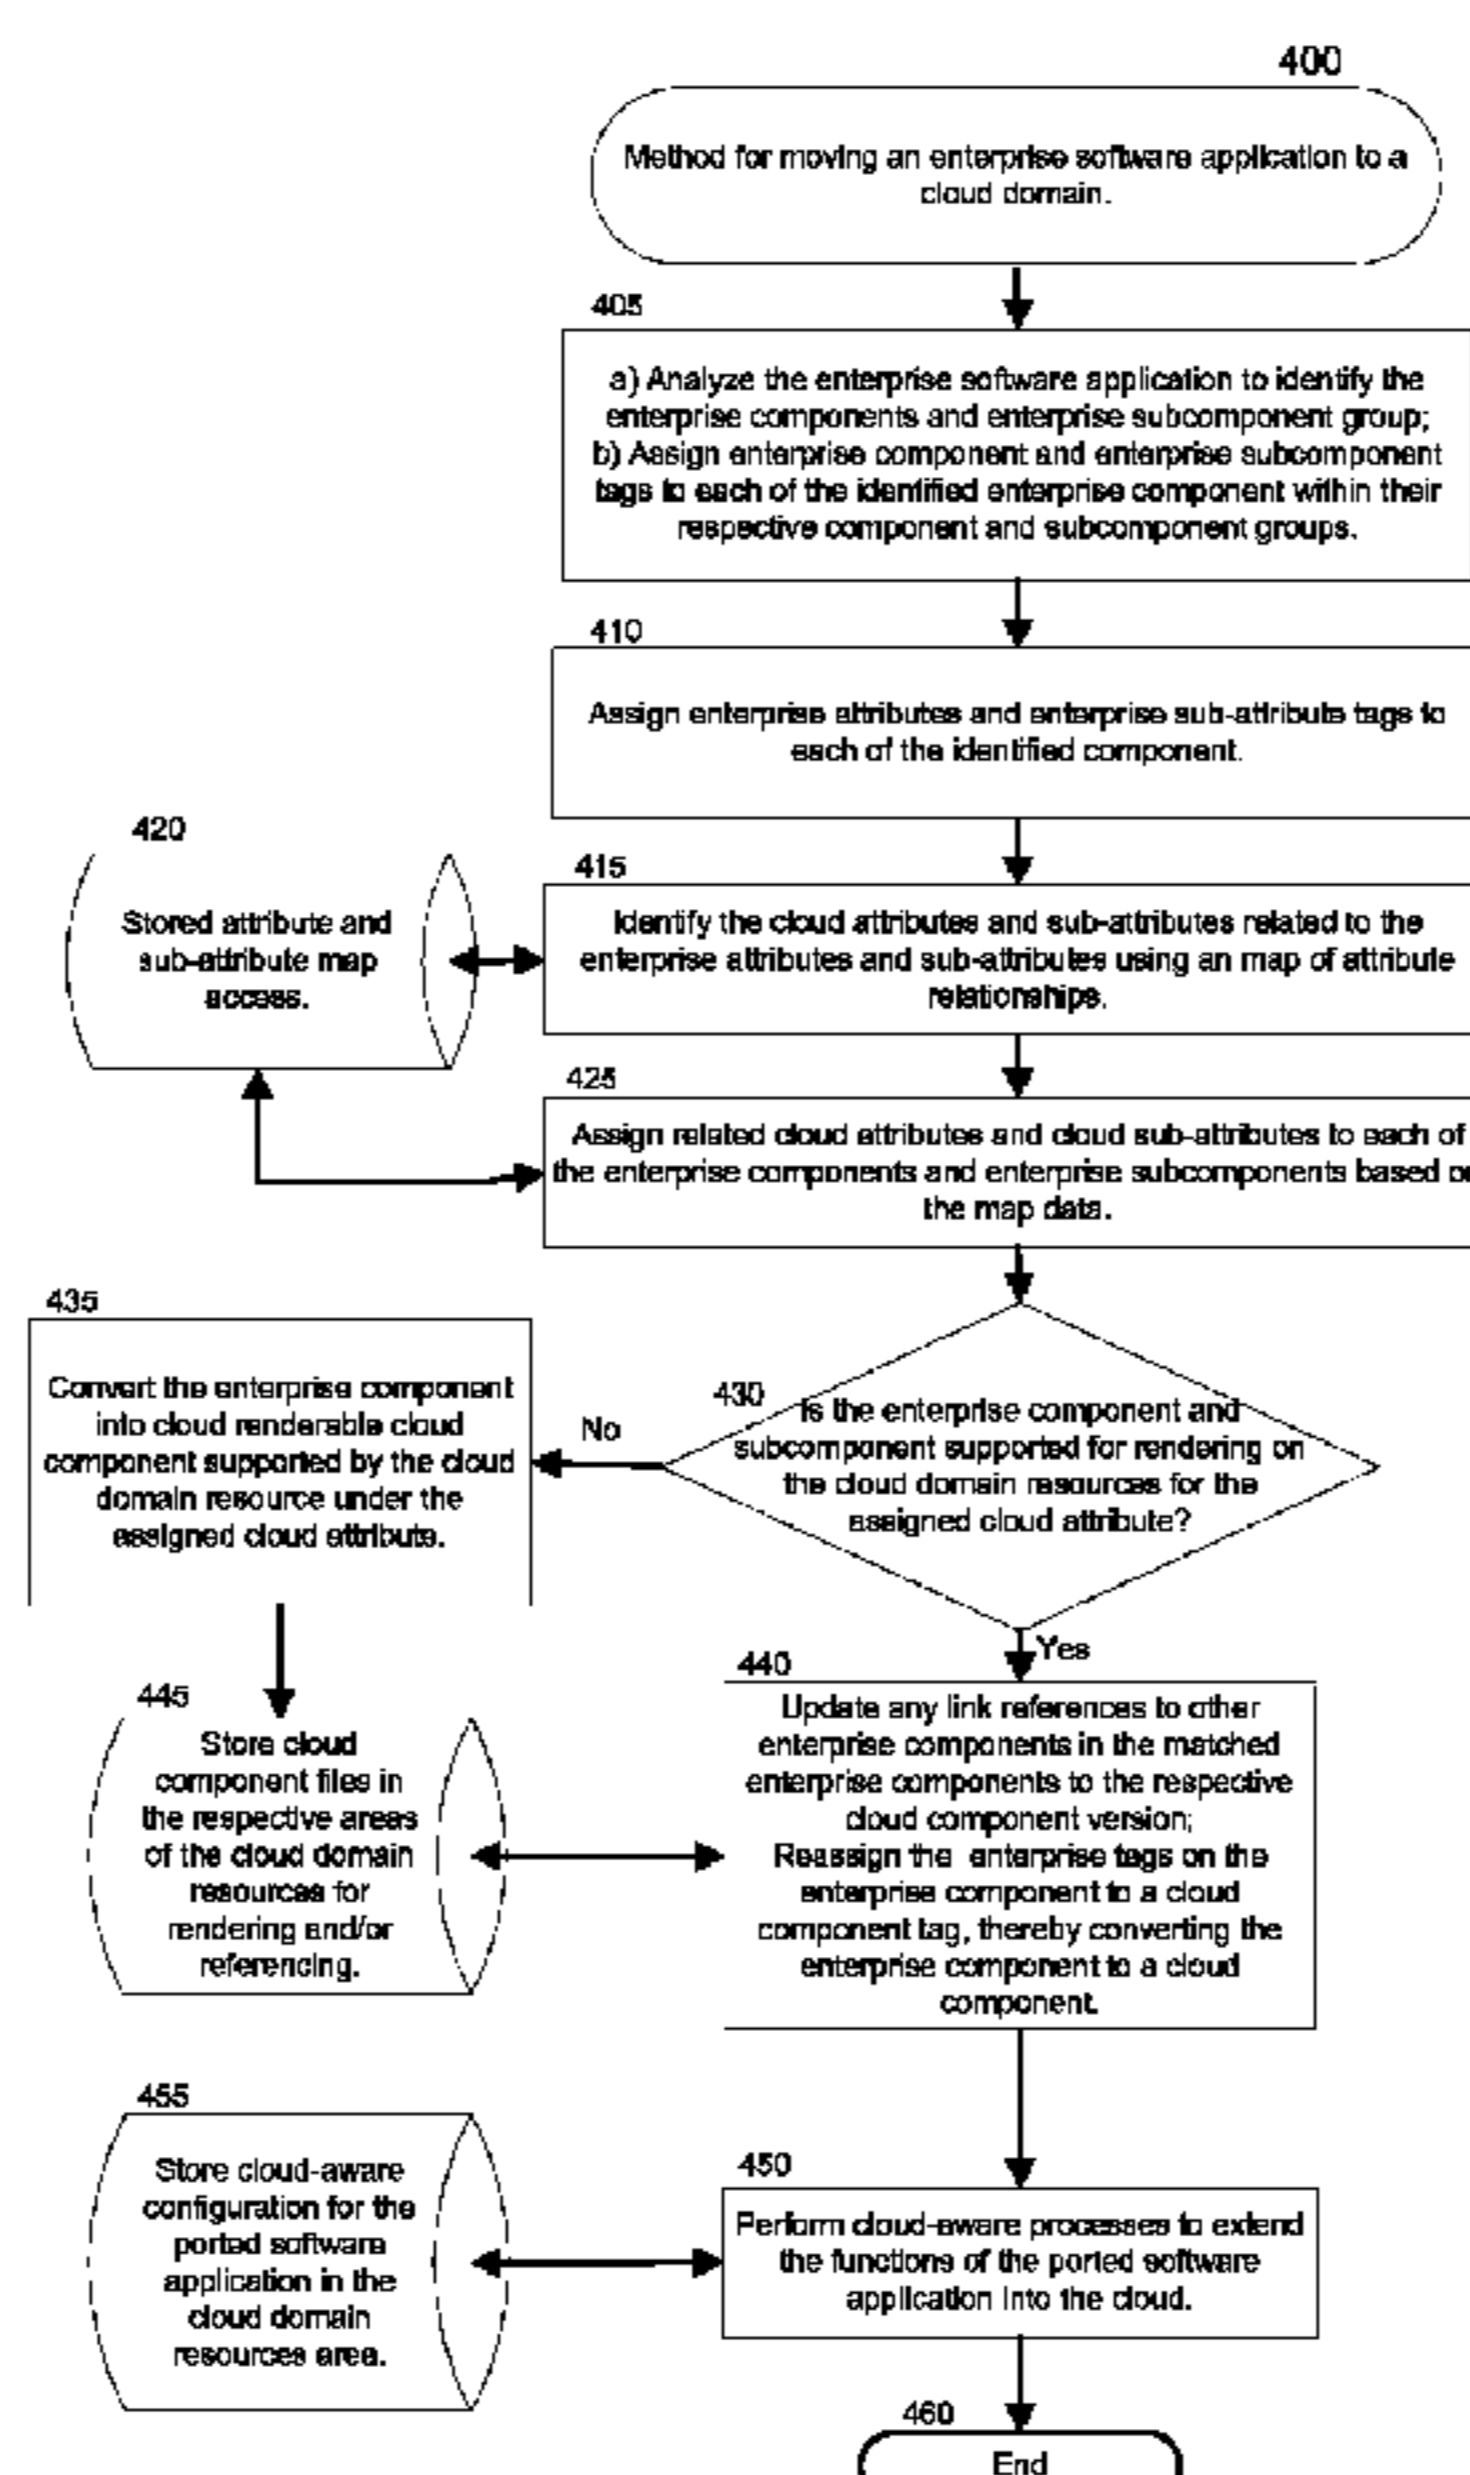 400
Method for moving an enterprise software application to a
cloud domain.
405
a) Analyze the enterprise software application to identify the
enterprise components and enterprise subcomponent group;
b) Assign enterprise component and enterprise subcomponent
tags to each of the identified enterprise component within their
respective component and subcomponent groups.
410
Assign enterprise attributes and enterprise sub-attribute tags to
each of the identified component.
420
Stored attribute and
sub-attribute map
access.
415
Identify the cloud attributes and sub-attributes related to the
enterprise attributes and sub-attributes using an map of attribute
relationships.
425
Assign related cloud attributes and cloud sub-attributes to each of
the enterprise components and enterprise subcomponents based
the map data.
430
Is the enterprise component and
subcomponent supported for rendering on
the cloud domain resources for the
assigned cloud attribute?
No
435
Convert the enterprise component
into cloud renderable cloud
component supported by the cloud
domain resource under the
assigned cloud attribute.
Yes
440
Update any link references to other
enterprise components in the matched
enterprise components to the respective
cloud component version;
Reassign the enterprise tags on the
enterprise component to a cloud
component tag, thereby converting the
enterprise component to a cloud
component.
445
Store cloud
component files in
the respective areas
of the cloud domain
resources for
rendering and/or
referencing.
455
Store cloud-aware
configuration for the
ported software
application in the
cloud domain
resources area.
450
Perform cloud-aware processes to extend
the functions of the ported software
application into the cloud.
460
End